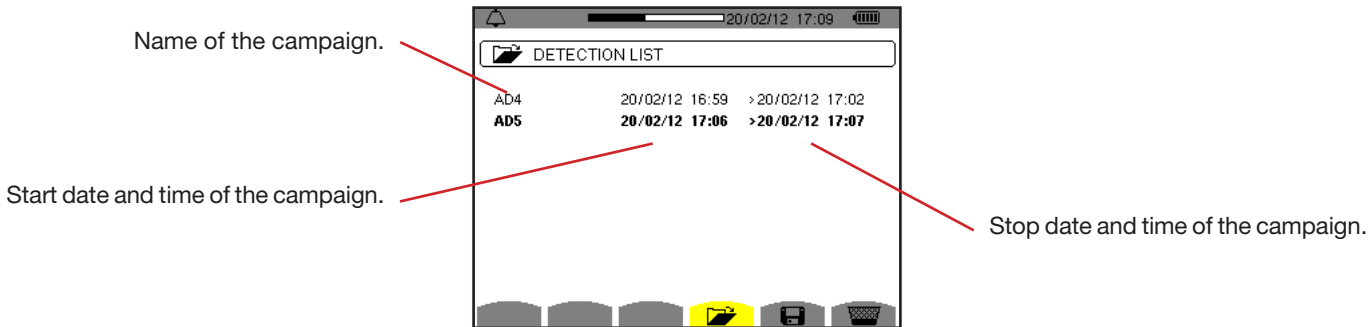 20/02/12 17:09
Name of the campaign.
DETECTION LIST
AD4 20/02/12 16:59 >20/02/12 17:02
AD5 20/02/12 17:06 >20/02/12 17:07
Start date and time of the campaign.
Stop date and time of the campaign.